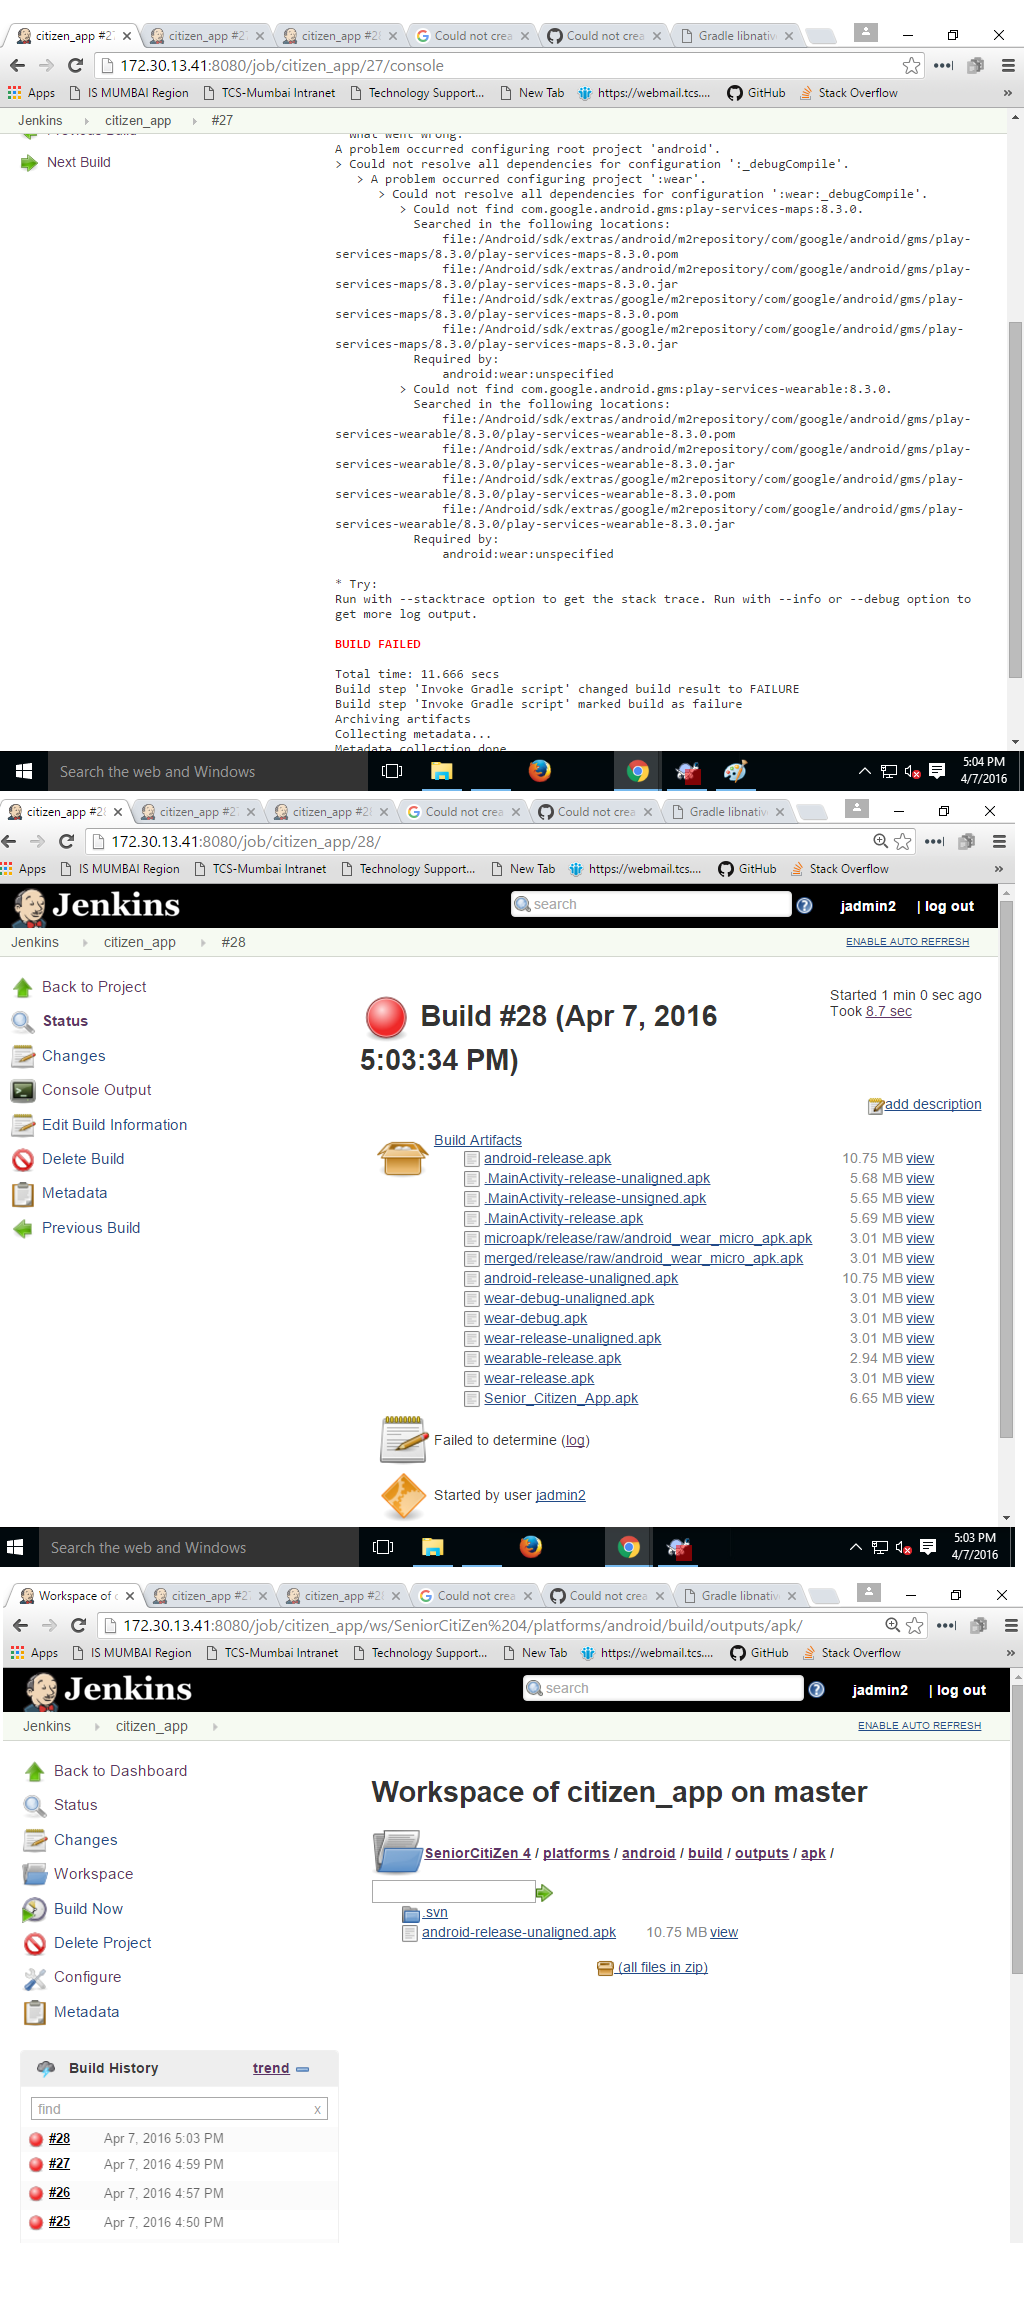 citizen_app #27
citizen_app #27
citizen_app #28
Could not crea
Could not crea
Gradle libnativ
172.30.13.41:8080/job/citizen_app/27/console
Apps
IS MUMBAI Region
TCS-Mumbai Intranet
Technology Support...
New Tab
https://webmail.tcs....
GitHub
Stack Overflow
»
Jenkins
citizen_app
#27
Next Build
What went wrong:
A problem occurred configuring root project 'android'.
> Could not resolve all dependencies for configuration ':_debugCompile'.
> A problem occurred configuring project ':wear'.
> Could not resolve all dependencies for configuration ':wear:_debugCompile'.
> Could not find com.google.android.gms:play-services-maps:8.3.0.
Searched in the following locations:
file:/Android/sdk/extras/android/m2repository/com/google/android/gms/play-
services-maps/8.3.0/play-services-maps-8.3.0.pom
file:/Android/sdk/extras/android/m2repository/com/google/android/gms/play-
services-maps/8.3.0/play-services-maps-8.3.0.jar
file:/Android/sdk/extras/google/m2repository/com/google/android/gms/play-
services-maps/8.3.0/play-services-maps-8.3.0.pom
file:/Android/sdk/extras/google/m2repository/com/google/android/gms/play-
services-maps/8.3.0/play-services-maps-8.3.0.jar
Required by:
android:wear:unspecified
> Could not find com.google.android.gms:play-services-wearable:8.3.0.
Searched in the following locations:
file:/Android/sdk/extras/android/m2repository/com/google/android/gms/play-
services-wearable/8.3.0/play-services-wearable-8.3.0.pom
file:/Android/sdk/extras/android/m2repository/com/google/android/gms/play-
services-wearable/8.3.0/play-services-wearable-8.3.0.jar
file:/Android/sdk/extras/google/m2repository/com/google/android/gms/play-
services-wearable/8.3.0/play-services-wearable-8.3.0.pom
file:/Android/sdk/extras/google/m2repository/com/google/android/gms/play-
services-wearable/8.3.0/play-services-wearable-8.3.0.jar
Required by:
android:wear:unspecified
* Try:
Run with --stacktrace option to get the stack trace. Run with --info or --debug option to
get more log output.
BUILD FAILED
Total time: 11.666 secs
Build step 'Invoke Gradle script' changed build result to FAILURE
Build step 'Invoke Gradle script' marked build as failure
Archiving artifacts
Collecting metadata...
Metadata collection done
Search the web and Windows
5:04 PM
4/7/2016
citizen_app #28
citizen_app #27
citizen_app #28
Could not crea
Could not crea
Gradle libnativ
172.30.13.41:8080/job/citizen_app/28/
Apps
IS MUMBAI Region
TCS-Mumbai Intranet
Technology Support...
New Tab
https://webmail.tcs....
GitHub
Stack Overflow
»
Jenkins
search
jadmin2
| log out
Jenkins
citizen_app
#28
ENABLE AUTO REFRESH
Back to Project
Status
Changes
Console Output
Edit Build Information
Delete Build
Metadata
Previous Build
Build #28 (Apr 7, 2016
5:03:34 PM)
Started 1 min 0 sec ago
Took 8.7 sec
add description
Build Artifacts
android-release.apk 10.75 MB view
.MainActivity-release-unaligned.apk 5.68 MB view
.MainActivity-release-unsigned.apk 5.65 MB view
.MainActivity-release.apk 5.69 MB view
microapk/release/raw/android_wear_micro_apk.apk 3.01 MB view
merged/release/raw/android_wear_micro_apk.apk 3.01 MB view
android-release-unaligned.apk 10.75 MB view
wear-debug-unaligned.apk 3.01 MB view
wear-debug.apk 3.01 MB view
wear-release-unaligned.apk 3.01 MB view
wearable-release.apk 2.94 MB view
wear-release.apk 3.01 MB view
Senior_Citizen_App.apk 6.65 MB view
Failed to determine (log)
Started by user jadmin2
Search the web and Windows
5:03 PM
4/7/2016
Workspace of c
citizen_app #27
citizen_app #28
Could not crea
Could not crea
Gradle libnativ
172.30.13.41:8080/job/citizen_app/ws/SeniorCitiZen%204/platforms/android/build/outputs/apk/
Apps
IS MUMBAI Region
TCS-Mumbai Intranet
Technology Support...
New Tab
https://webmail.tcs....
GitHub
Stack Overflow
»
Jenkins
search
jadmin2
| log out
Jenkins
citizen_app
ENABLE AUTO REFRESH
Back to Dashboard
Status
Changes
Workspace
Build Now
Delete Project
Configure
Metadata
Workspace of citizen_app on master
SeniorCitiZen 4 / platforms / android / build / outputs / apk /
.svn
android-release-unaligned.apk 10.75 MB view
(all files in zip)
Build History
trend
find
x
#28 Apr 7, 2016 5:03 PM
#27 Apr 7, 2016 4:59 PM
#26 Apr 7, 2016 4:57 PM
#25 Apr 7, 2016 4:50 PM